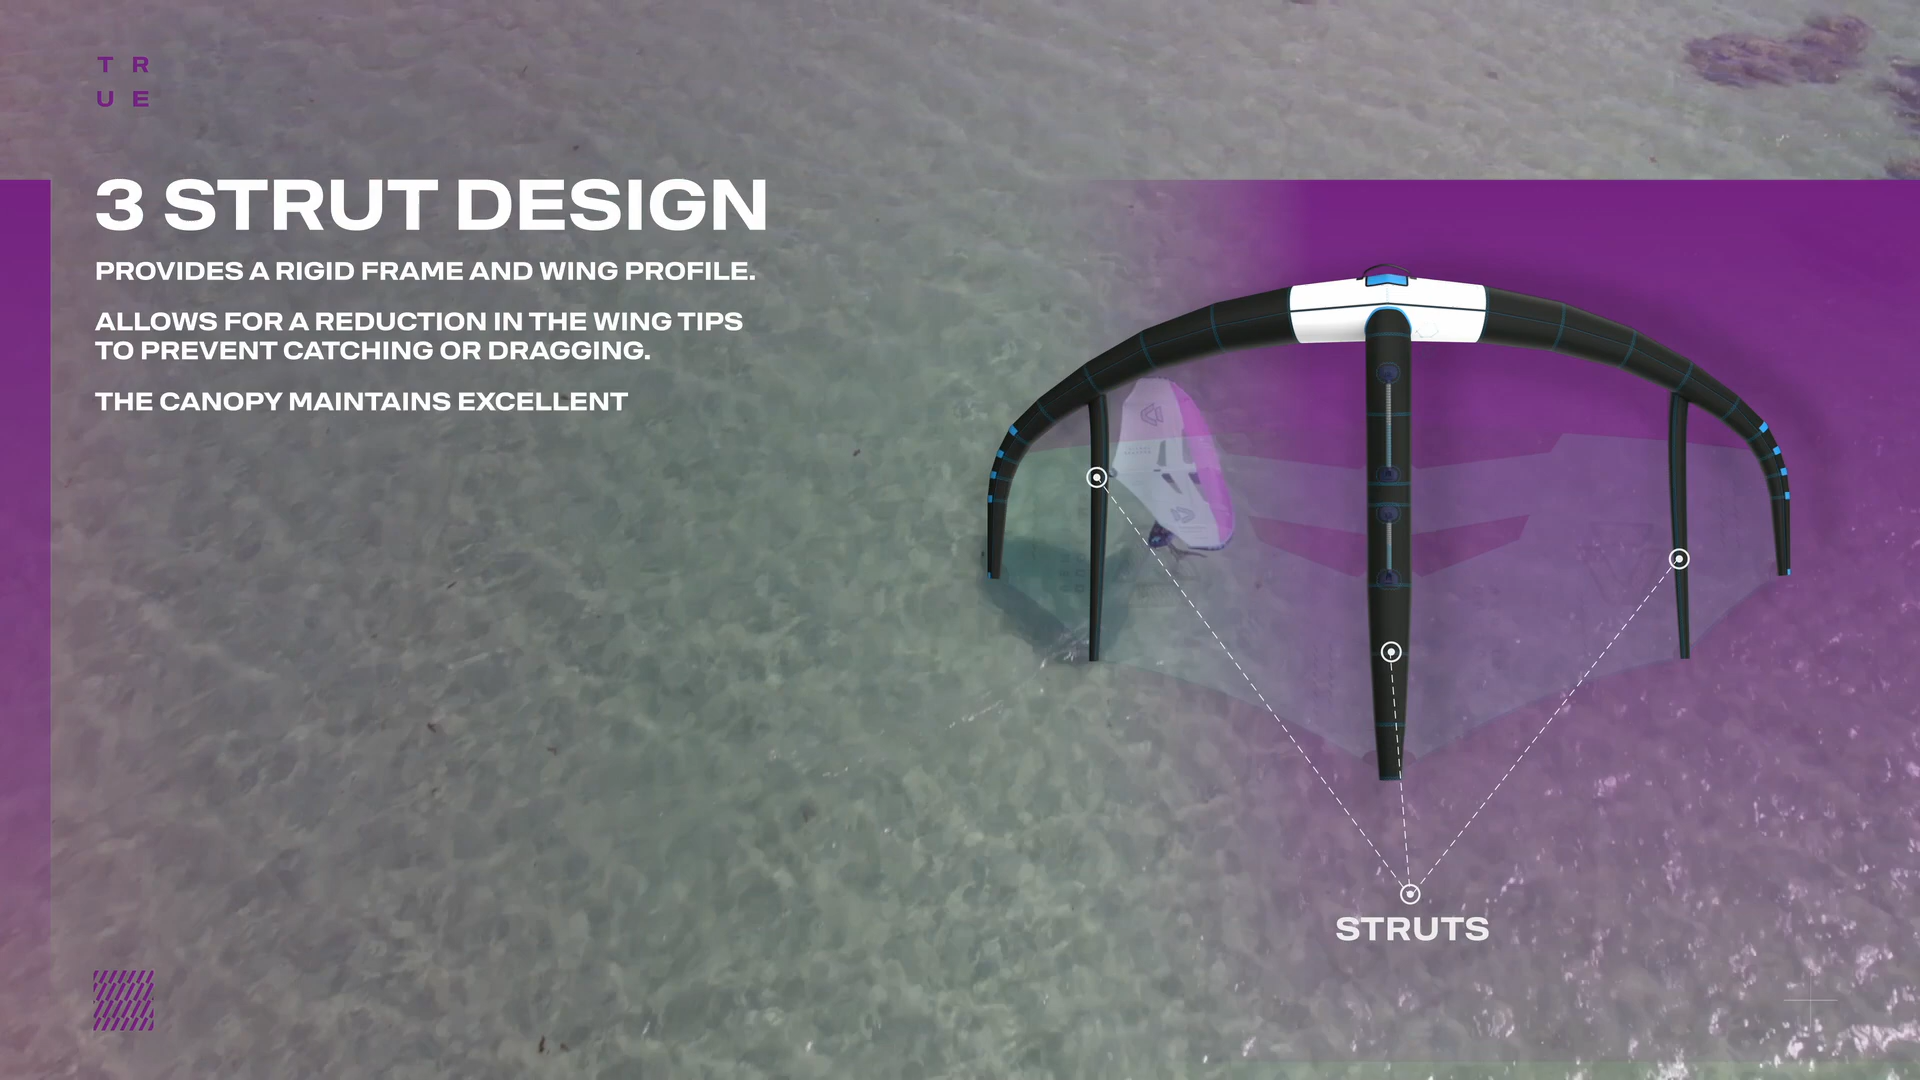 T R
U E
3 STRUT DESIGN
PROVIDES A RIGID FRAME AND WING PROFILE.
ALLOWS FOR A REDUCTION IN THE WING TIPS
TO PREVENT CATCHING OR DRAGGING.
THE CANOPY MAINTAINS EXCELLENT
STRUTS